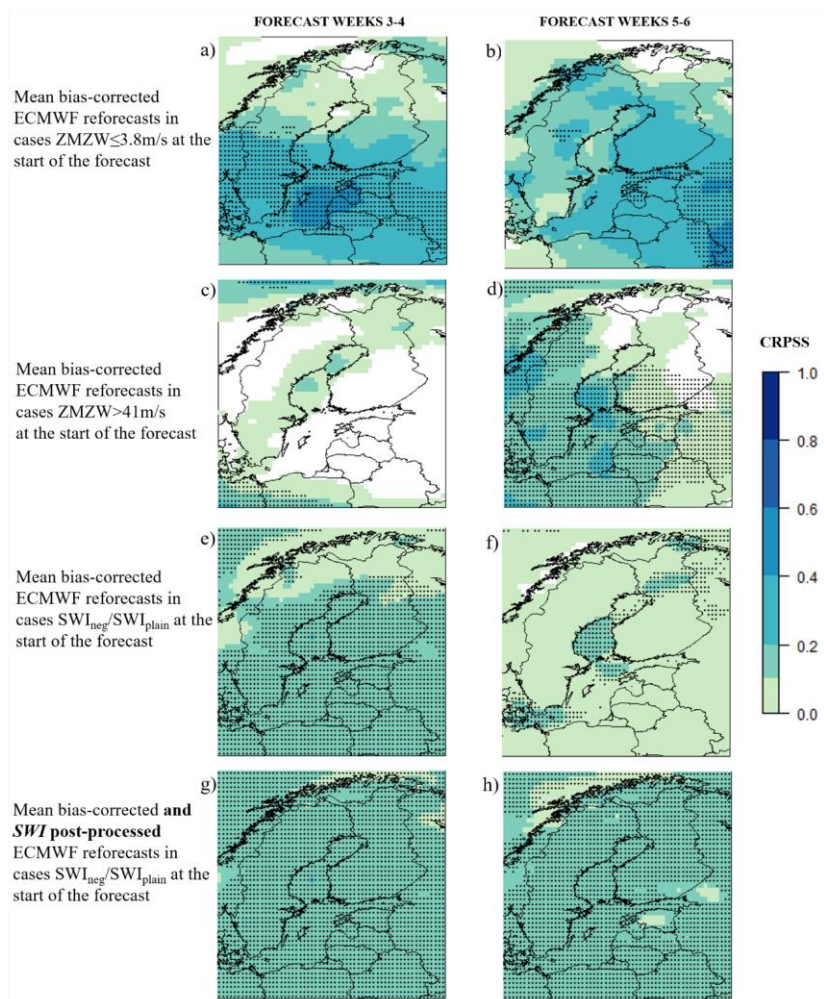 FORECAST WEEKS 3-4
FORECAST WEEKS 5-6
a)
b)
Mean bias-corrected
ECMWF reforecasts in
cases ZMZW≤3.8m/s at the
start of the forecast
c)
d)
Mean bias-corrected
ECMWF reforecasts in
cases ZMZW>41m/s
at the start of the forecast
CRPSS
1.0
0.8
0.6
0.4
0.2
0.0
e)
f)
Mean bias-corrected
ECMWF reforecasts in
cases SWIneg/SWIplain at the
start of the forecast
g)
h)
Mean bias-corrected and
SWI post-processed
ECMWF reforecasts in
cases SWIneg/SWIplain at the
start of the forecast